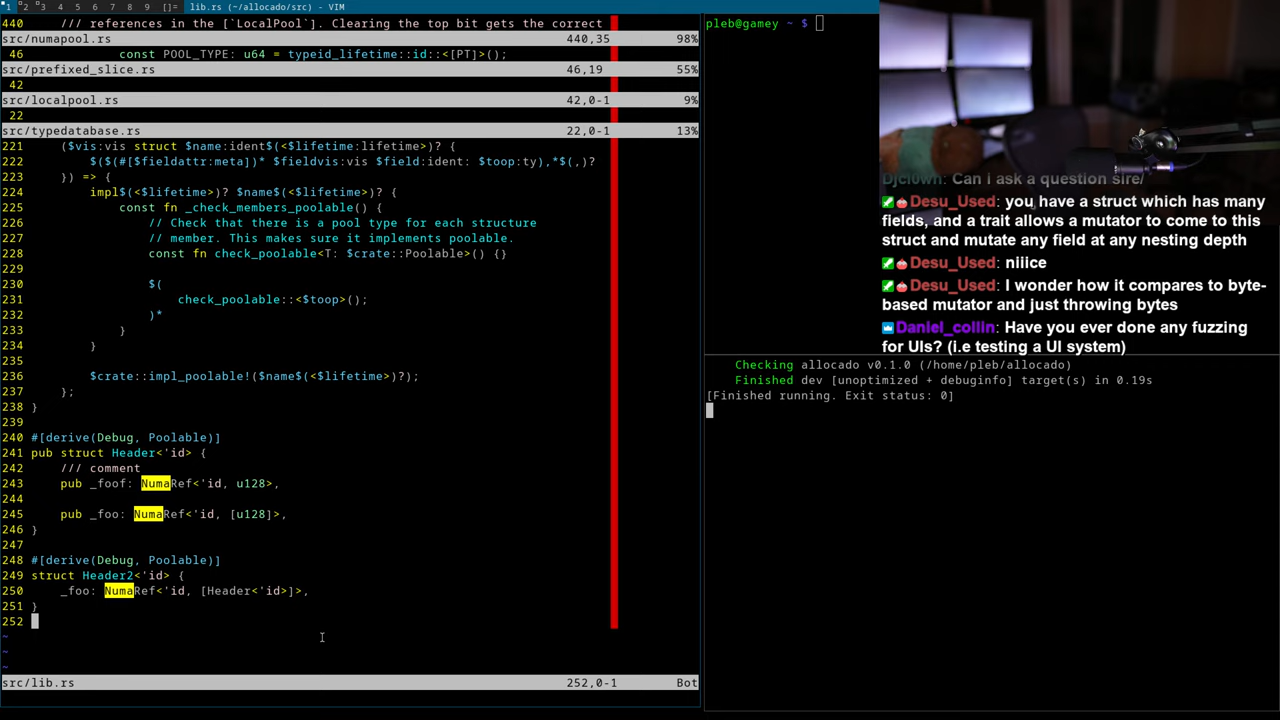 1 2 3 4 5 6 7 8 9 []= lib.rs (~/allocado/src) - VIM
440     /// references in the [`LocalPool`]. Clearing the top bit gets the correct
src/numapool.rs 440,35 98%
46             const POOL_TYPE: u64 = typeid_lifetime::id::<[PT]>();
src/prefixed_slice.rs 46,19 55%
42
src/localpool.rs 42,0-1 9%
22
src/typedatabase.rs 22,0-1 13%
221     ($vis:vis struct $name:ident$(<$lifetime:lifetime>)? {
222         $($(#[$fieldattr:meta])* $fieldvis:vis $field:ident: $toop:ty),*$(,)?
223     }) => {
224         impl$(<$lifetime>)? $name$(<$lifetime>)? {
225             const fn _check_members_poolable() {
226                 // Check that there is a pool type for each structure
227                 // member. This makes sure it implements poolable.
228                 const fn check_poolable<T: $crate::Poolable>() {}
229
230                 $(
231                     check_poolable::<$toop>();
232                 )*
233             }
234         }
235
236         $crate::impl_poolable!($name$(<$lifetime>)?);
237     };
238 }
239
240 #[derive(Debug, Poolable)]
241 pub struct Header<'id> {
242     /// comment
243     pub _foof: NumaRef<'id, u128>,
244
245     pub _foo: NumaRef<'id, [u128]>,
246 }
247
248 #[derive(Debug, Poolable)]
249 struct Header2<'id> {
250     _foo: NumaRef<'id, [Header<'id>]>,
251 }
252
~
~
~
src/lib.rs 252,0-1 Bot
pleb@gamey ~ $
Checking allocado v0.1.0 (/home/pleb/allocado)
Finished dev [unoptimized + debuginfo] target(s) in 0.19s
[Finished running. Exit status: 0]
Can i ask a question sire/
Desu_Used: you have a struct which has many
fields, and a trait allows a mutator to come to this
struct and mutate any field at any nesting depth
Desu_Used: niiice
Desu_Used: I wonder how it compares to byte-
based mutator and just throwing bytes
Daniel_collin: Have you ever done any fuzzing
for UIs? (i.e testing a UI system)